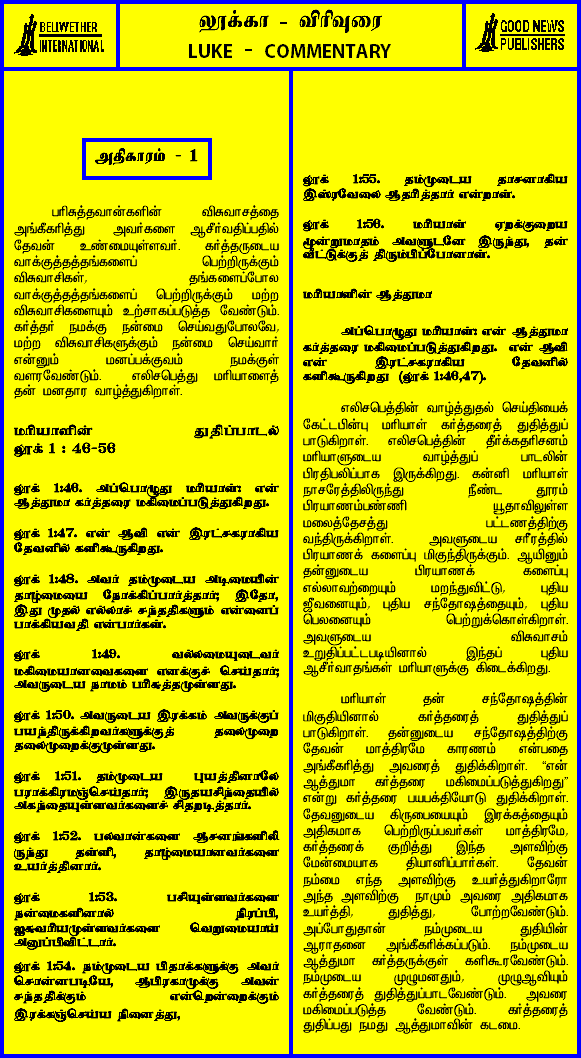 BELLWETHER
INTERNATIONAL
லூக்கா - விரிவுரை
LUKE - COMMENTARY
GOOD NEWS
PUBLISHERS
அதிகாரம் - 1
பரிசுத்தவான்களின் விசுவாசத்தை
அங்கீகரித்து அவர்களை ஆசீர்வதிப்பதில்
தேவன் உண்மையுள்ளவர். கர்த்தருடைய
வாக்குத்தத்தங்களைப் பெற்றிருக்கும்
விசுவாசிகள், தங்களைப்போல
வாக்குத்தத்தங்களைப் பெற்றிருக்கும் மற்ற
விசுவாசிகளையும் உற்சாகப்படுத்த வேண்டும்.
கர்த்தர் நமக்கு நன்மை செய்வதுபோலவே,
மற்ற விசுவாசிகளுக்கும் நன்மை செய்வார்
என்னும் மனப்பக்குவம் நமக்குள்
வளரவேண்டும். எலிசபெத்து மரியாளைத்
தன் மனதார வாழ்த்துகிறாள்.
மரியாவின் துதிப்பாடல்
லூக் 1 : 46-56
லூக் 1:46. அப்பொழுது மரியாள்: என்
ஆத்துமா கர்த்தரை மகிமைப்படுத்துகிறது.
லூக் 1:47. என் ஆவி என் இரட்சகராகிய
தேவனில் களிகூருகிறது.
லூக் 1:48. அவர் தம்முடைய அடிமையின்
தாழ்மையை நோக்கிப்பார்த்தார்; இதோ,
இது முதல் எல்லாச் சந்ததிகளும் என்னைப்
பாக்கியவதி என்பார்கள்.
லூக் 1:49. வல்லமையுடைவர்
மகிமையானவைகளை எனக்குச் செய்தார்;
அவருடைய நாமம் பரிசுத்தமுள்ளது.
லூக் 1:50. அவருடைய இரக்கம் அவருக்குப்
பயந்திருக்கிறவர்களுக்குத் தலைமுறை
தலைமுறைக்குமுள்ளது.
லூக் 1:51. தம்முடைய புயத்தினாலே
பராக்கிரமஞ்செய்தார்; இருதயசிந்தையில்
அகந்தையுள்ளவர்களைச் சிதறடித்தார்.
லூக் 1:52. பலவான்களை ஆசனங்களிலி
ருந்து தள்ளி, தாழ்மையானவர்களை
உயர்த்தினார்.
லூக் 1:53. பசியுள்ளவர்களை
நன்மைகளினால் நிரப்பி,
ஐசுவரியமுள்ளவர்களை வெறுமையாய்
அனுப்பிவிட்டார்.
லூக் 1:54. நம்முடைய பிதாக்களுக்கு அவர்
சொன்னபடியே, ஆபிரகாமுக்கு அவன்
சந்ததிக்கும் என்றென்றைக்கும்
இரக்கஞ்செய்ய நினைத்து,
லூக் 1:55. தம்முடைய தாசனாகிய
இஸ்ரவேலை ஆதரித்தார் என்றாள்.
லூக் 1:56. மரியாள் ஏறக்குறைய
மூன்றுமாதம் அவளுடனே இருந்து, தன்
வீட்டுக்குத் திரும்பிப்போனாள்.
மரியாளின் ஆத்துமா
அப்பொழுது மரியாள்: என் ஆத்துமா
கர்த்தரை மகிமைப்படுத்துகிறது. என் ஆவி
என் இரட்சகராகிய தேவனில்
களிகூருகிறது (லூக் 1:46,47).
எலிசபெத்தின் வாழ்த்துதல் செய்தியைக்
கேட்டபின்பு மரியாள் கர்த்தரைத் துதித்துப்
பாடுகிறாள். எலிசபெத்தின் தீர்க்கதரிசனம்
மரியாளுடைய வாழ்த்துப் பாடலின்
பிரதிபலிப்பாக இருக்கிறது. கன்னி மரியாள்
நாசரேத்திலிருந்து நீண்ட தூரம்
பிரயாணம்பண்ணி யூதாவிலுள்ள
மலைத்தேசத்து பட்டணத்திற்கு
வந்திருக்கிறாள். அவளுடைய சரீரத்தில்
பிரயாணக் களைப்பு மிகுந்திருக்கும். ஆயினும்
தன்னுடைய பிரயாணக் களைப்பு
எல்லாவற்றையும் மறந்துவிட்டு, புதிய
ஜீவனையும், புதிய சந்தோஷத்தையும், புதிய
பெலனையும் பெற்றுக்கொள்கிறாள்.
அவளுடைய விசுவாசம்
உறுதிப்பட்டபடியினால் இந்தப் புதிய
ஆசீர்வாதங்கள் மரியாளுக்கு கிடைக்கிறது.
மரியாள் தன் சந்தோஷத்தின்
மிகுதியினால் கர்த்தரைத் துதித்துப்
பாடுகிறாள். தன்னுடைய சந்தோஷத்திற்கு
தேவன் மாத்திரமே காரணம் என்பதை
அங்கீகரித்து அவரைத் துதிக்கிறாள். “என்
ஆத்துமா கர்த்தரை மகிமைப்படுத்துகிறது”
என்று கர்த்தரை பயபக்தியோடு துதிக்கிறாள்.
தேவனுடைய கிருபையையும் இரக்கத்தையும்
அதிகமாக பெற்றிருப்பவர்கள் மாத்திரமே,
கர்த்தரைக் குறித்து இந்த அளவிற்கு
மேன்மையாக தியானிப்பார்கள். தேவன்
நம்மை எந்த அளவிற்கு உயர்த்துகிறாரோ
அந்த அளவிற்கு நாமும் அவரை அதிகமாக
உயர்த்தி, துதித்து, போற்றவேண்டும்.
அப்போதுதான் நம்முடைய துதியின்
ஆராதனை அங்கீகரிக்கப்படும். நம்முடைய
ஆத்துமா கர்த்தருக்குள் களிகூரவேண்டும்.
நம்முடைய முழுமனதும், முழுஆவியும்
கர்த்தரைத் துதித்துப்பாடவேண்டும். அவரை
மகிமைப்படுத்த வேண்டும். கர்த்தரைத்
துதிப்பது நமது ஆத்துமாவின் கடமை.